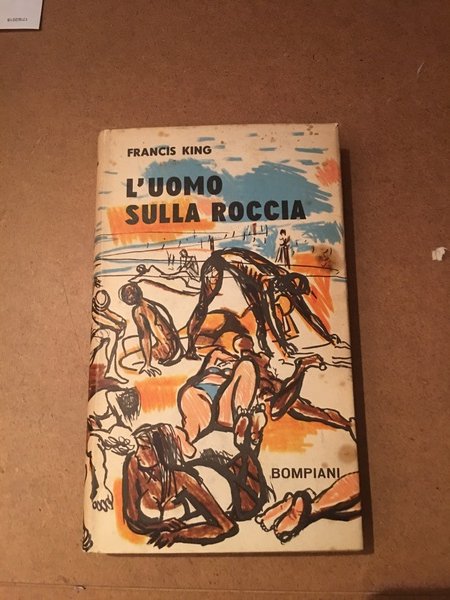 FRANCIS KING
L'UOMO
SULLA ROCCIA
BOMPIANI